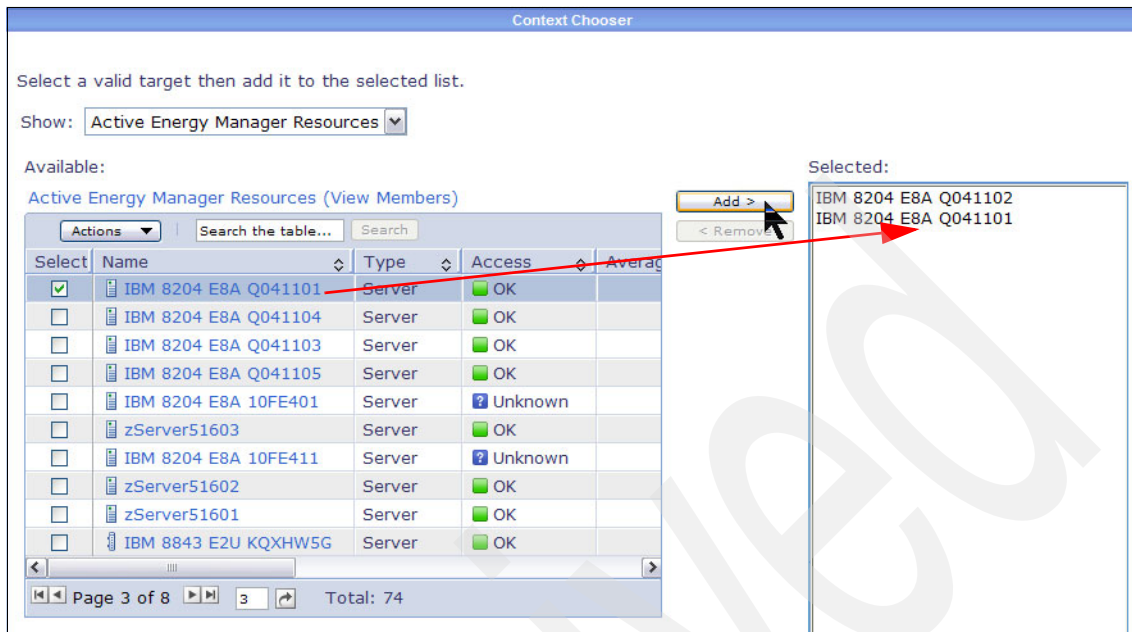 Context Chooser
Select a valid target then add it to the selected list.
Show: Active Energy Manager Resources
Available:
Selected:
Active Energy Manager Resources (View Members)
Add >
IBM 8204 E8A Q041102
Actions Search the table... Search
< Remove
IBM 8204 E8A Q041101
Select Name Type Access Averag
IBM 8204 E8A Q041101 Server OK
IBM 8204 E8A Q041104 Server OK
IBM 8204 E8A Q041103 Server OK
IBM 8204 E8A Q041105 Server OK
IBM 8204 E8A 10FE401 Server ? Unknown
zServer51603 Server OK
IBM 8204 E8A 10FE411 Server ? Unknown
zServer51602 Server OK
zServer51601 Server OK
IBM 8843 E2U KQXHW5G Server OK
Page 3 of 8 3 Total: 74